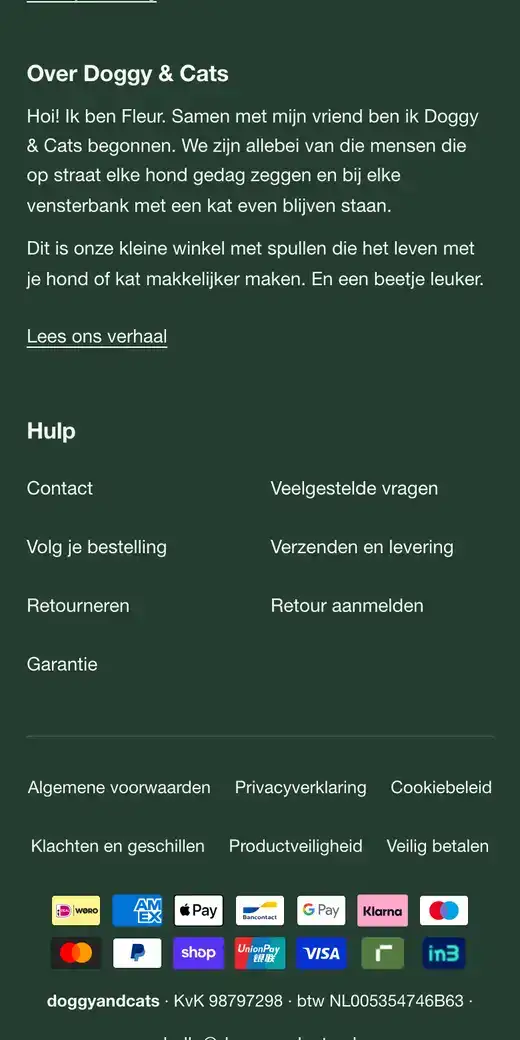 Over Doggy & Cats
Hoi! Ik ben Fleur. Samen met mijn vriend ben ik Doggy
& Cats begonnen. We zijn allebei van die mensen die
op straat elke hond gedag zeggen en bij elke
vensterbank met een kat even blijven staan.
Dit is onze kleine winkel met spullen die het leven met
je hond of kat makkelijker maken. En een beetje leuker.
Lees ons verhaal
Hulp
Contact
Veelgestelde vragen
Volg je bestelling
Verzenden en levering
Retourneren
Retour aanmelden
Garantie
Algemene voorwaarden Privacyverklaring Cookiebeleid
Klachten en geschillen Productveiligheid Veilig betalen
iDEAL wero AMEX Pay Bancontact G Pay Klarna
shop UnionPay 银联 VISA in3
doggyandcats · KvK 98797298 · btw NL005354746B63 ·